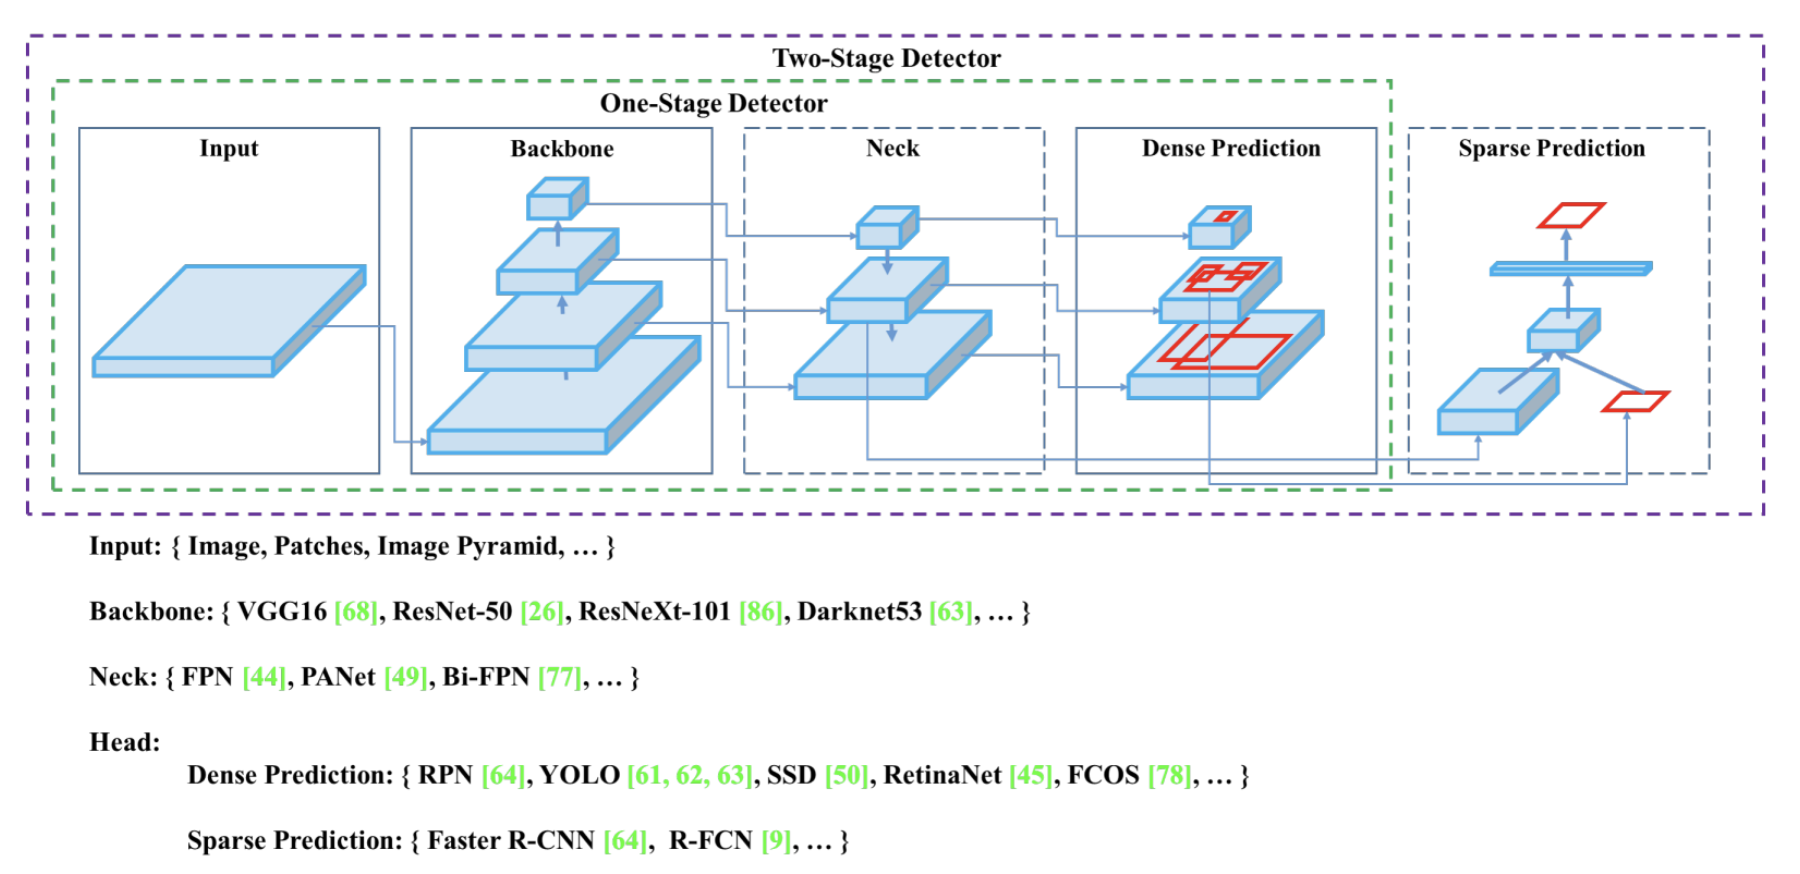 Two-Stage Detector
One-Stage Detector
Input
Backbone
Neck
Dense Prediction
Sparse Prediction
Input: { Image, Patches, Image Pyramid, … }
Backbone: { VGG16 [68], ResNet-50 [26], ResNeXt-101 [86], Darknet53 [63], … }
Neck: { FPN [44], PANet [49], Bi-FPN [77], … }
Head:
Dense Prediction: { RPN [64], YOLO [61, 62, 63], SSD [50], RetinaNet [45], FCOS [78], … }
Sparse Prediction: { Faster R-CNN [64], R-FCN [9], … }